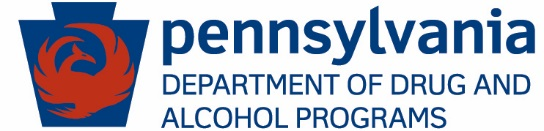 pennsylvania
DEPARTMENT OF DRUG AND
ALCOHOL PROGRAMS